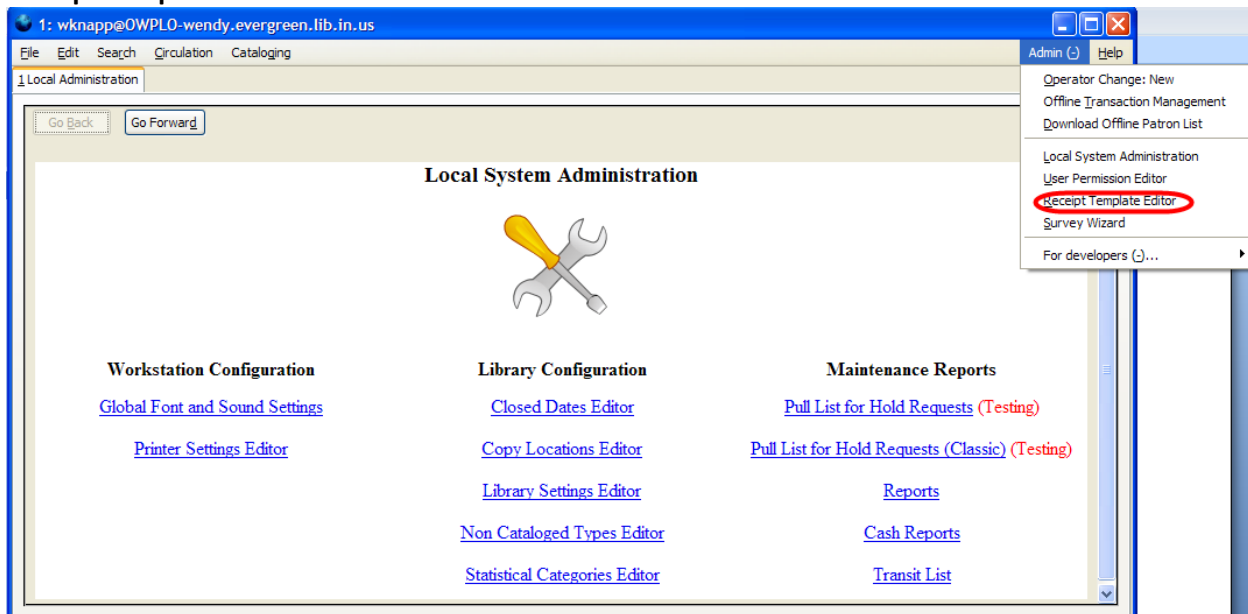 1: wknapp@OWPLO-wendy.evergreen.lib.in.us
File Edit Search Circulation Cataloging Admin (-) Help
1 Local Administration
Operator Change: New
Offline Transaction Management
Download Offline Patron List
Local System Administration
User Permission Editor
Receipt Template Editor
Survey Wizard
For developers (-)...
Go Back Go Forward
Local System Administration
Workstation Configuration Library Configuration Maintenance Reports
Global Font and Sound Settings Closed Dates Editor Pull List for Hold Requests (Testing)
Printer Settings Editor Copy Locations Editor Pull List for Hold Requests (Classic) (Testing)
Library Settings Editor Reports
Non Cataloged Types Editor Cash Reports
Statistical Categories Editor Transit List